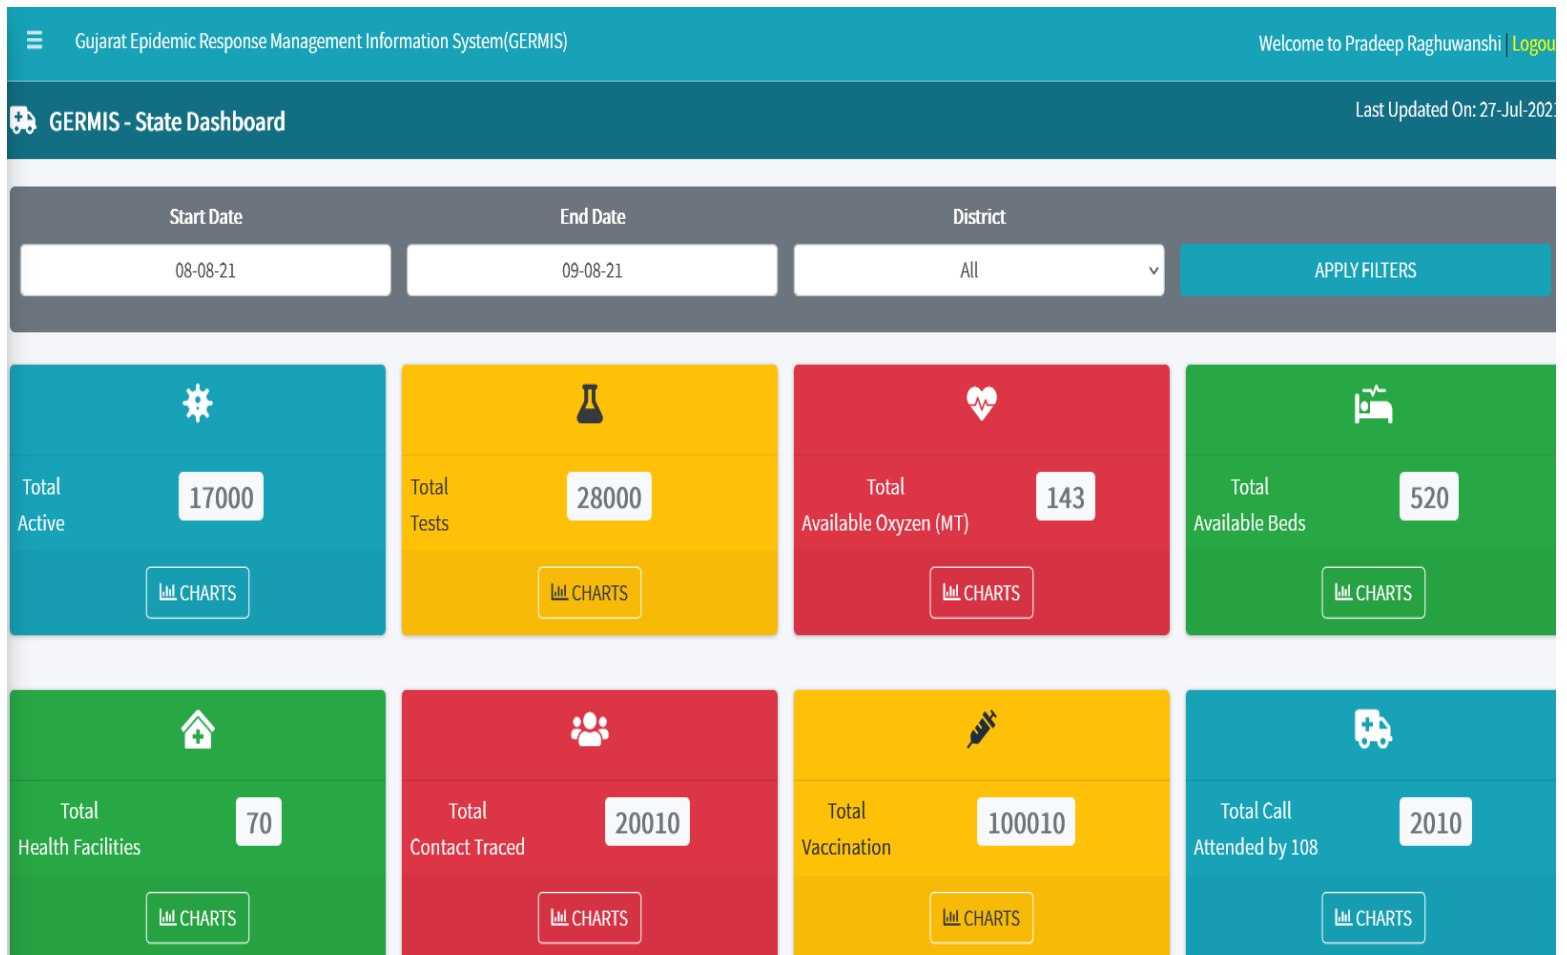 Gujarat Epidemic Response Management Information System(GERMIS)
Welcome to Pradeep Raghuwanshi | Logout
GERMIS - State Dashboard
Last Updated On: 27-Jul-2021
Start Date
End Date
District
08-08-21
09-08-21
All
APPLY FILTERS
Total
Active
17000
CHARTS
Total
Tests
28000
CHARTS
Total
Available Oxyzen (MT)
143
CHARTS
Total
Available Beds
520
CHARTS
Total
Health Facilities
70
CHARTS
Total
Contact Traced
20010
CHARTS
Total
Vaccination
100010
CHARTS
Total Call
Attended by 108
2010
CHARTS